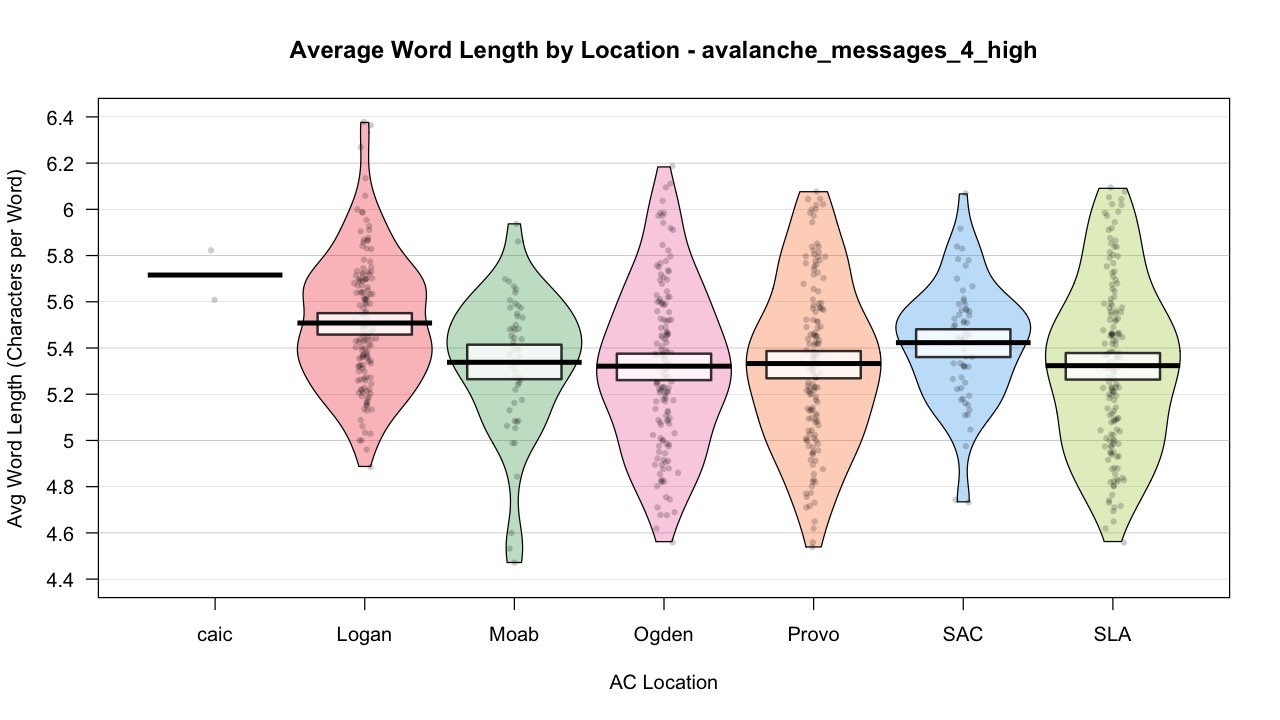 Average Word Length by Location - avalanche_messages_4_high
Avg Word Length (Characters per Word)
6.4
6.2
6
5.8
5.6
5.4
5.2
5
4.8
4.6
4.4
caic Logan Moab Ogden Provo SAC SLA
AC Location